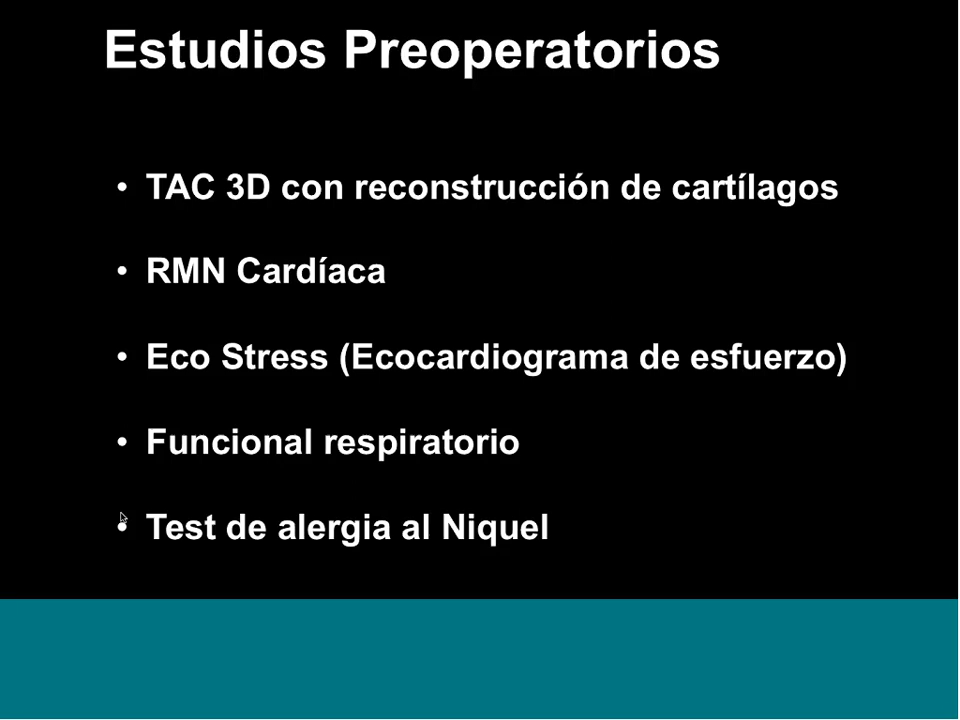 Estudios Preoperatorios
• TAC 3D con reconstrucción de cartílagos
• RMN Cardíaca
• Eco Stress (Ecocardiograma de esfuerzo)
• Funcional respiratorio
• Test de alergia al Niquel